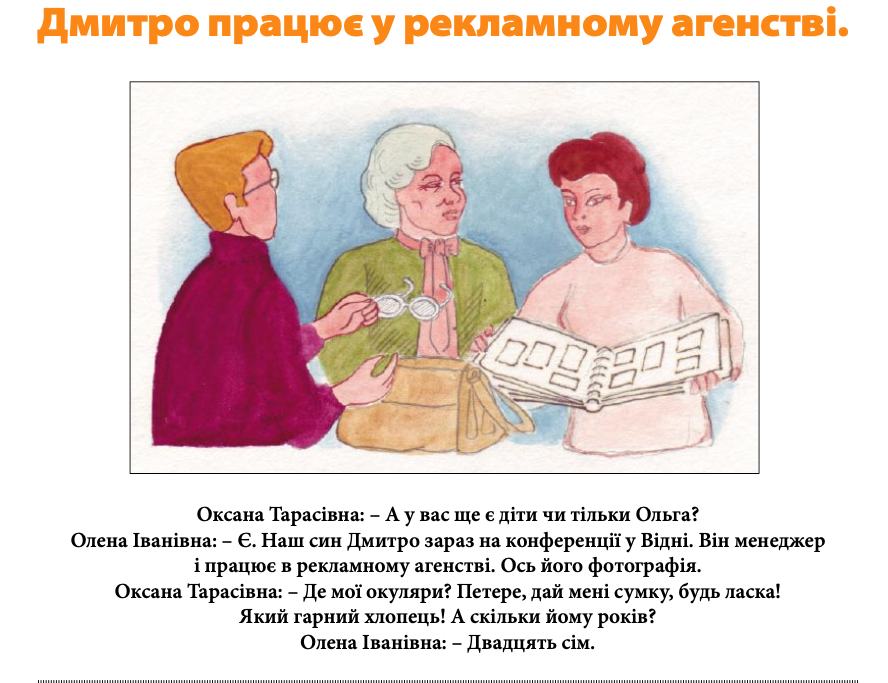 Дмитро працює у рекламному агенстві.
Оксана Тарасівна: – А у вас ще є діти чи тільки Ольга?
Олена Іванівна: – Є. Наш син Дмитро зараз на конференції у Відні. Він менеджер
і працює в рекламному агенстві. Ось його фотографія.
Оксана Тарасівна: – Де мої окуляри? Петере, дай мені сумку, будь ласка!
Який гарний хлопець! А скільки йому років?
Олена Іванівна: – Двадцять сім.